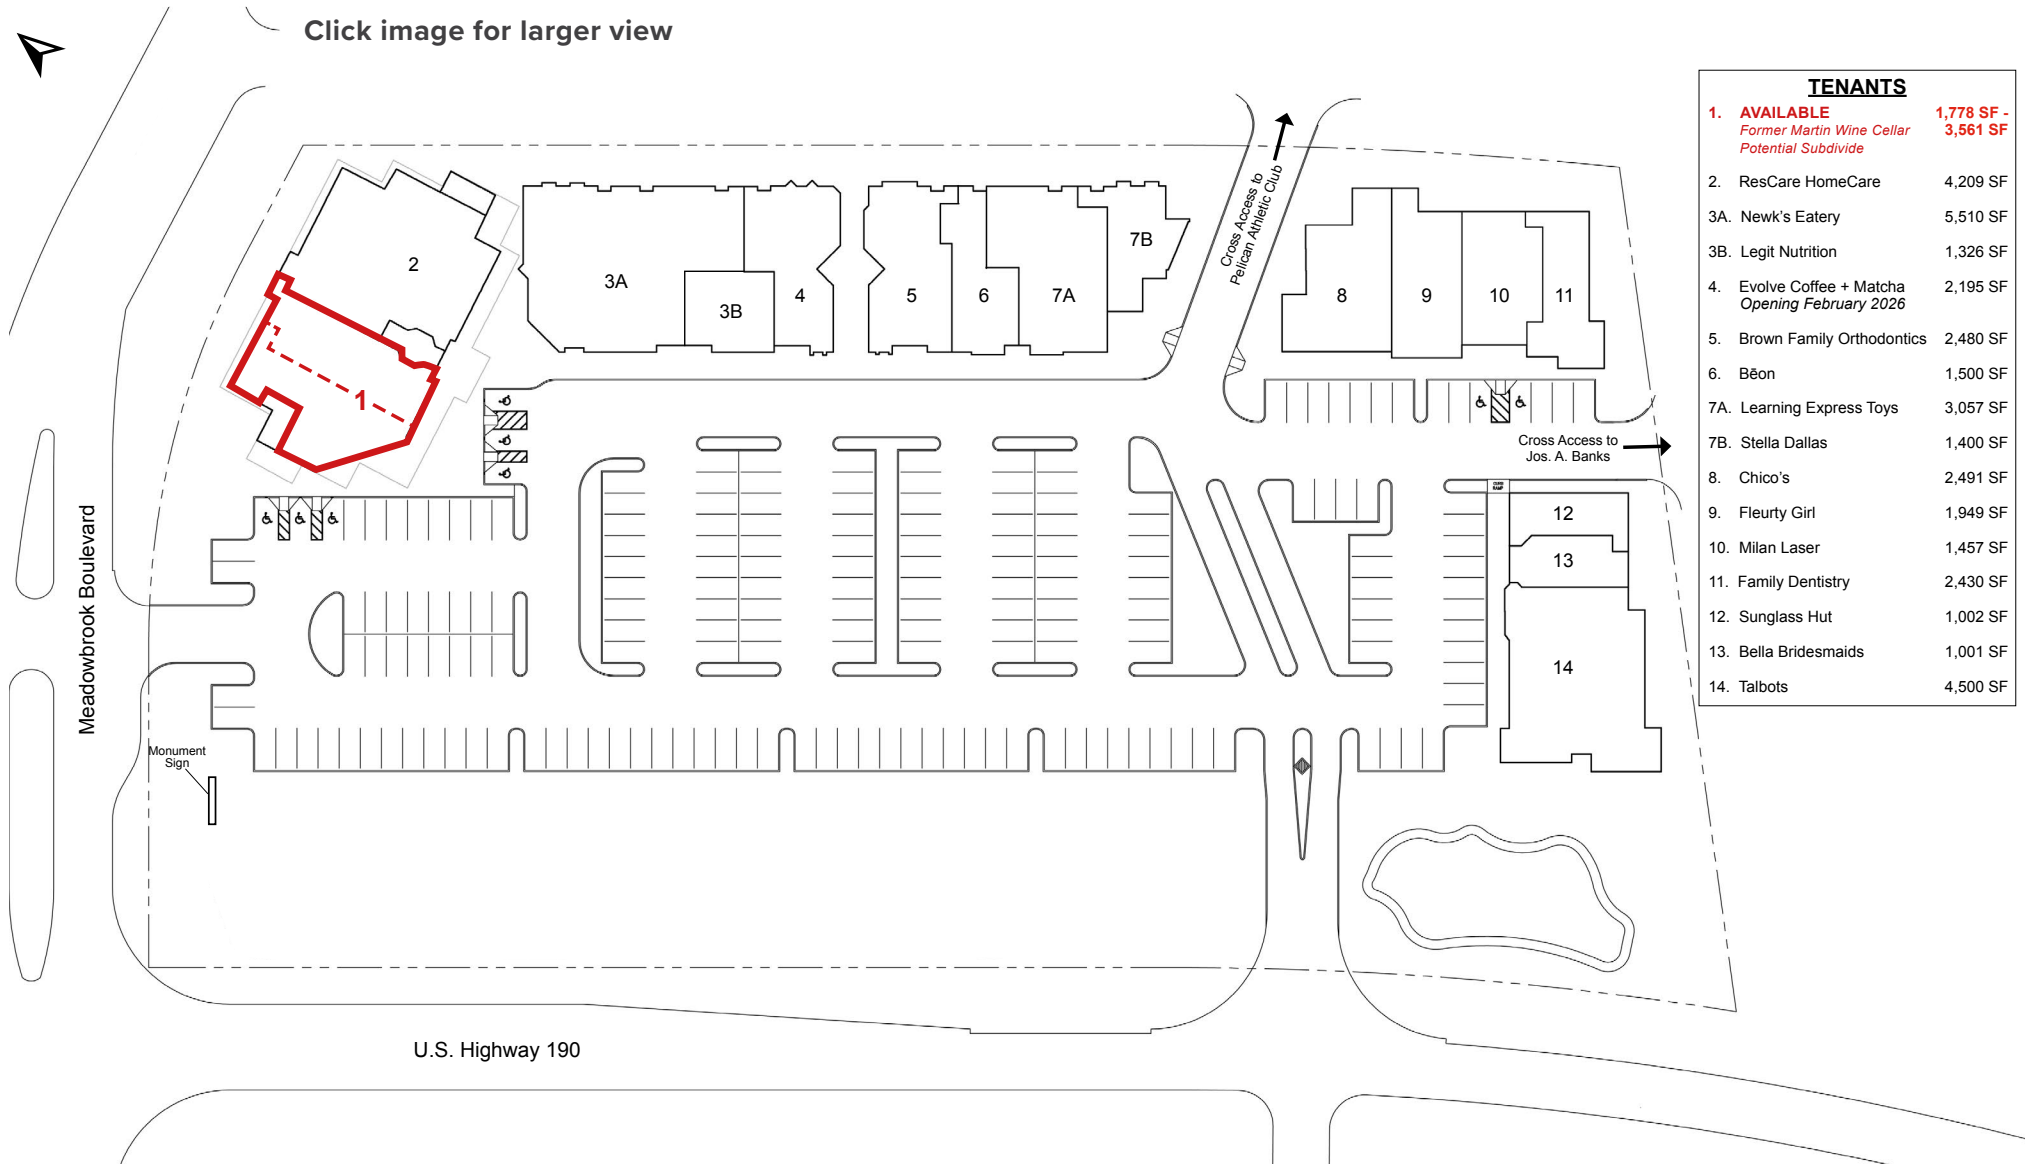 Click image for larger view
TENANTS
1. AVAILABLE 1,778 SF -
Former Martin Wine Cellar 3,561 SF
Potential Subdivide
2. ResCare HomeCare 4,209 SF
3A. Newk's Eatery 5,510 SF
3B. Legit Nutrition 1,326 SF
4. Evolve Coffee + Matcha 2,195 SF
Opening February 2026
5. Brown Family Orthodontics 2,480 SF
6. Bēon 1,500 SF
7A. Learning Express Toys 3,057 SF
7B. Stella Dallas 1,400 SF
8. Chico's 2,491 SF
9. Fleurty Girl 1,949 SF
10. Milan Laser 1,457 SF
11. Family Dentistry 2,430 SF
12. Sunglass Hut 1,002 SF
13. Bella Bridesmaids 1,001 SF
14. Talbots 4,500 SF
Cross Access to
Pelican Athletic Club
2
3A
3B
4
5
6
7A
7B
8
9
10
11
1
Cross Access to
Jos. A. Banks
CURB
RAMP
12
13
14
Meadowbrook Boulevard
Monument
Sign
U.S. Highway 190